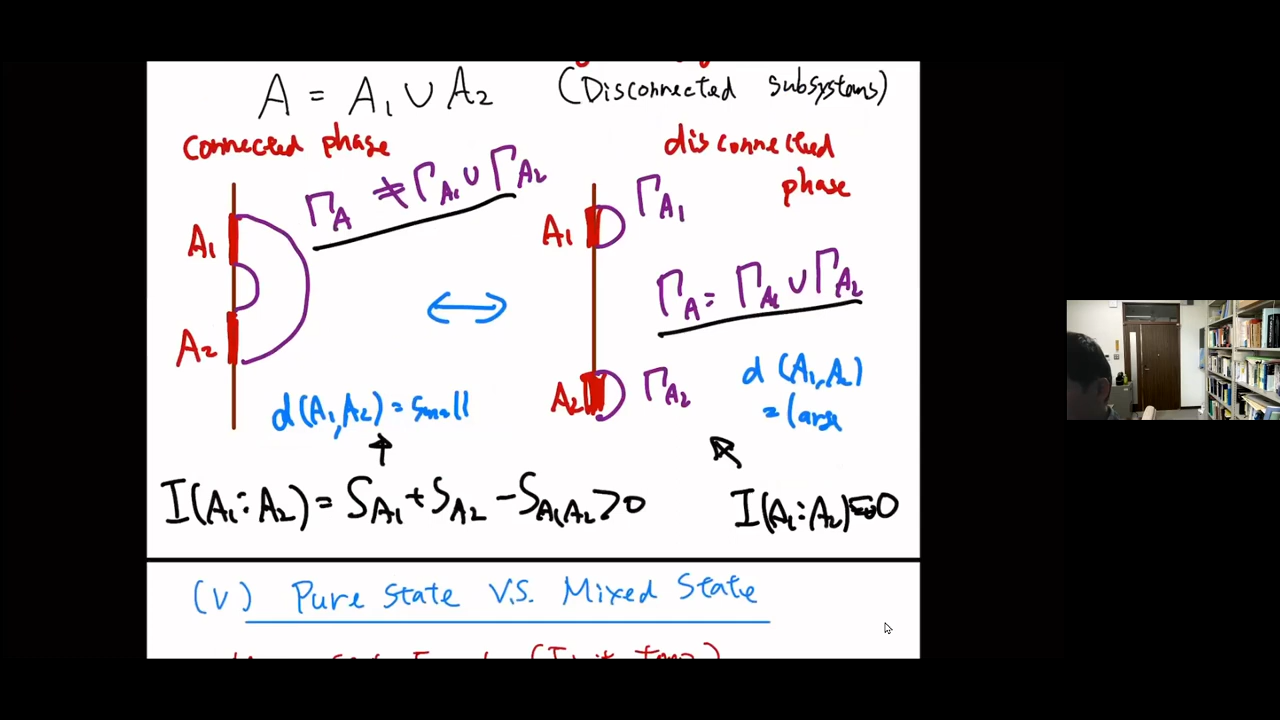 A = A₁ ∪ A₂
(Disconnected subsystems)
connected phase
Γ_A ≠ Γ_A₁ ∪ Γ_A₂
A₁
A₂
d(A₁,A₂) = small
disconnected
phase
A₁
Γ_A₁
Γ_A = Γ_A₁ ∪ Γ_A₂
A₂
Γ_A₂
d(A₁,A₂)
= large
I(A₁:A₂) = S_A₁ + S_A₂ - S_A₁A₂ > 0
I(A₁:A₂) = 0
(V) Pure state V.S. Mixed State